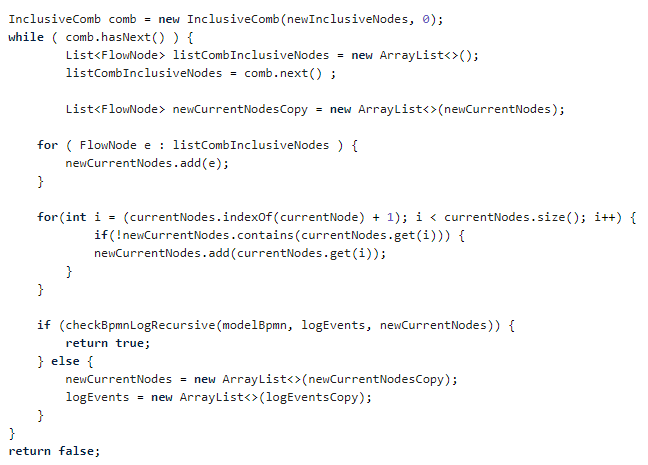 InclusiveComb comb = new InclusiveComb(newInclusiveNodes, 0);
while ( comb.hasNext() ) {
        List<FlowNode> listCombInclusiveNodes = new ArrayList<>();
        listCombInclusiveNodes = comb.next() ;

        List<FlowNode> newCurrentNodesCopy = new ArrayList<>(newCurrentNodes);

    for ( FlowNode e : listCombInclusiveNodes ) {
        newCurrentNodes.add(e);
    }

    for(int i = (currentNodes.indexOf(currentNode) + 1); i < currentNodes.size(); i++) {
            if(!newCurrentNodes.contains(currentNodes.get(i))) {
            newCurrentNodes.add(currentNodes.get(i));
        }
    }

    if (checkBpmnLogRecursive(modelBpmn, logEvents, newCurrentNodes)) {
        return true;
    } else {
        newCurrentNodes = new ArrayList<>(newCurrentNodesCopy);
        logEvents = new ArrayList<>(logEventsCopy);
    }
}
return false;